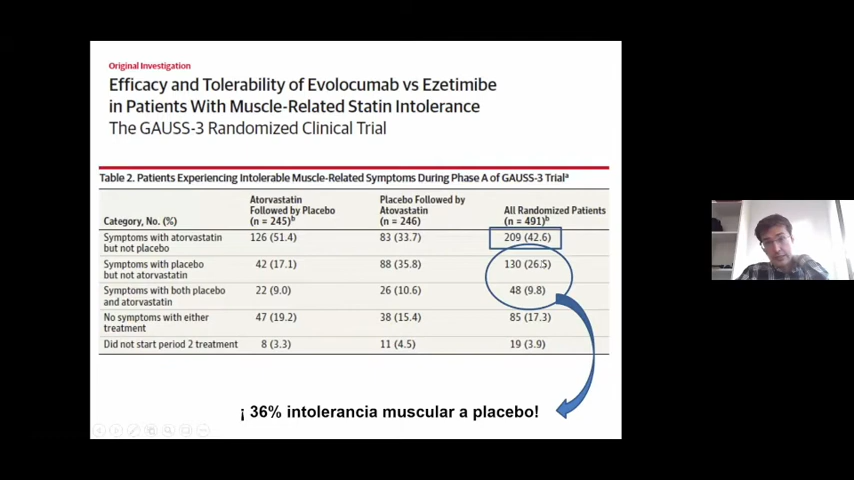 Original Investigation
Efficacy and Tolerability of Evolocumab vs Ezetimibe
in Patients With Muscle-Related Statin Intolerance
The GAUSS-3 Randomized Clinical Trial
Table 2. Patients Experiencing Intolerable Muscle-Related Symptoms During Phase A of GAUSS-3 Trialᵃ
Category, No. (%) Atorvastatin Followed by Placebo (n = 245)ᵇ Placebo Followed by Atovastatin (n = 246) All Randomized Patients (n = 491)ᵇ
Symptoms with atorvastatin but not placebo 126 (51.4) 83 (33.7) 209 (42.6)
Symptoms with placebo but not atorvastatin 42 (17.1) 88 (35.8) 130 (26.5)
Symptoms with both placebo and atorvastatin 22 (9.0) 26 (10.6) 48 (9.8)
No symptoms with either treatment 47 (19.2) 38 (15.4) 85 (17.3)
Did not start period 2 treatment 8 (3.3) 11 (4.5) 19 (3.9)
¡ 36% intolerancia muscular a placebo!